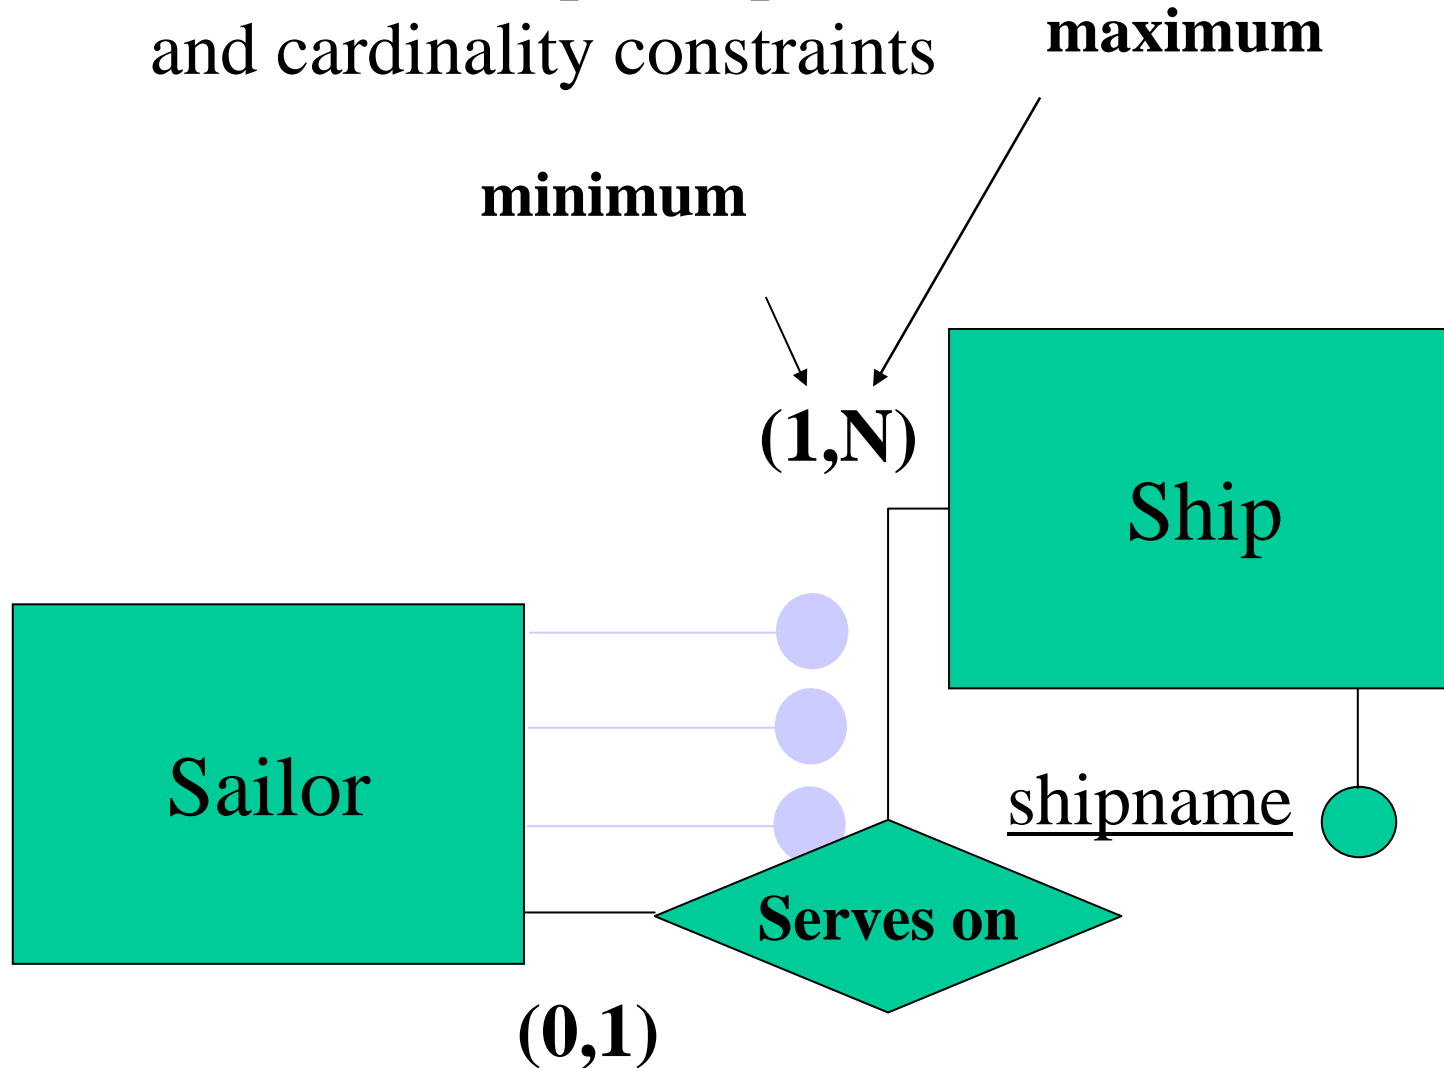 and cardinality constraints
maximum
minimum
(1,N)
Ship
Sailor
shipname
Serves on
(0,1)